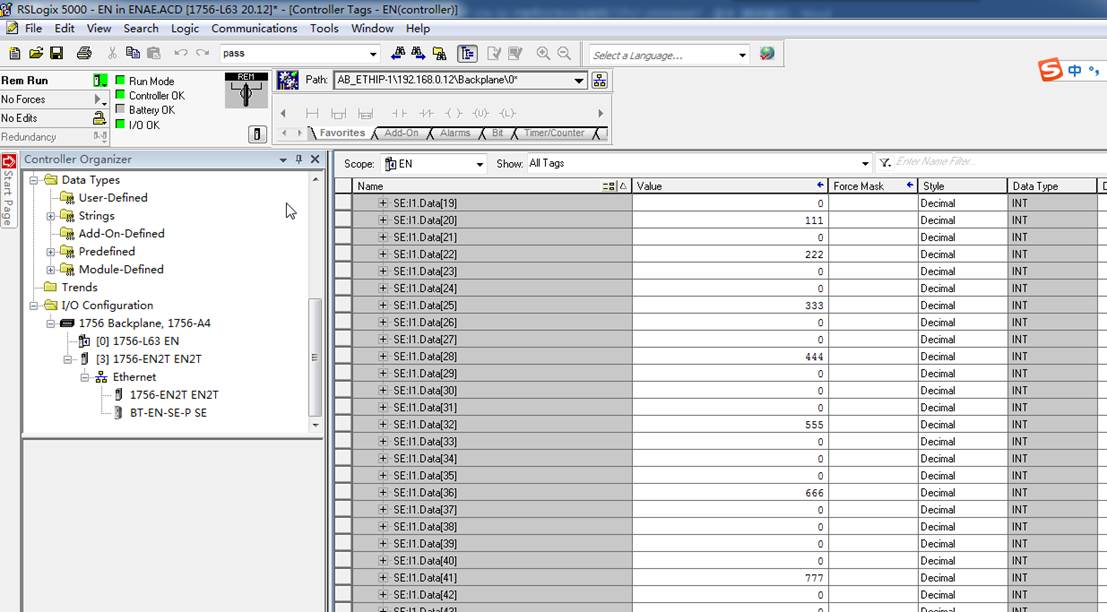 RSLogix 5000 - EN in ENAE.ACD [1756-L63 20.12]* - [Controller Tags - EN(controller)]
File Edit View Search Logic Communications Tools Window Help
pass
Select a Language...
Rem Run
Run Mode
No Forces
Controller OK
Battery OK
No Edits
I/O OK
Redundancy
REM
Path: AB_ETHIP-1\192.168.0.12\Backplane\0*
Favorites Add-On Alarms Bit Timer/Counter
中
Start Page
Controller Organizer
Data Types
User-Defined
Strings
Add-On-Defined
Predefined
Module-Defined
Trends
I/O Configuration
1756 Backplane, 1756-A4
[0] 1756-L63 EN
[3] 1756-EN2T EN2T
Ethernet
1756-EN2T EN2T
BT-EN-SE-P SE
Scope: EN Show: All Tags Enter Name Filter...
Name Value Force Mask Style Data Type
SE:I1.Data[19] 0 Decimal INT
SE:I1.Data[20] 111 Decimal INT
SE:I1.Data[21] 0 Decimal INT
SE:I1.Data[22] 222 Decimal INT
SE:I1.Data[23] 0 Decimal INT
SE:I1.Data[24] 0 Decimal INT
SE:I1.Data[25] 333 Decimal INT
SE:I1.Data[26] 0 Decimal INT
SE:I1.Data[27] 0 Decimal INT
SE:I1.Data[28] 444 Decimal INT
SE:I1.Data[29] 0 Decimal INT
SE:I1.Data[30] 0 Decimal INT
SE:I1.Data[31] 0 Decimal INT
SE:I1.Data[32] 555 Decimal INT
SE:I1.Data[33] 0 Decimal INT
SE:I1.Data[34] 0 Decimal INT
SE:I1.Data[35] 0 Decimal INT
SE:I1.Data[36] 666 Decimal INT
SE:I1.Data[37] 0 Decimal INT
SE:I1.Data[38] 0 Decimal INT
SE:I1.Data[39] 0 Decimal INT
SE:I1.Data[40] 0 Decimal INT
SE:I1.Data[41] 777 Decimal INT
SE:I1.Data[42] 0 Decimal INT